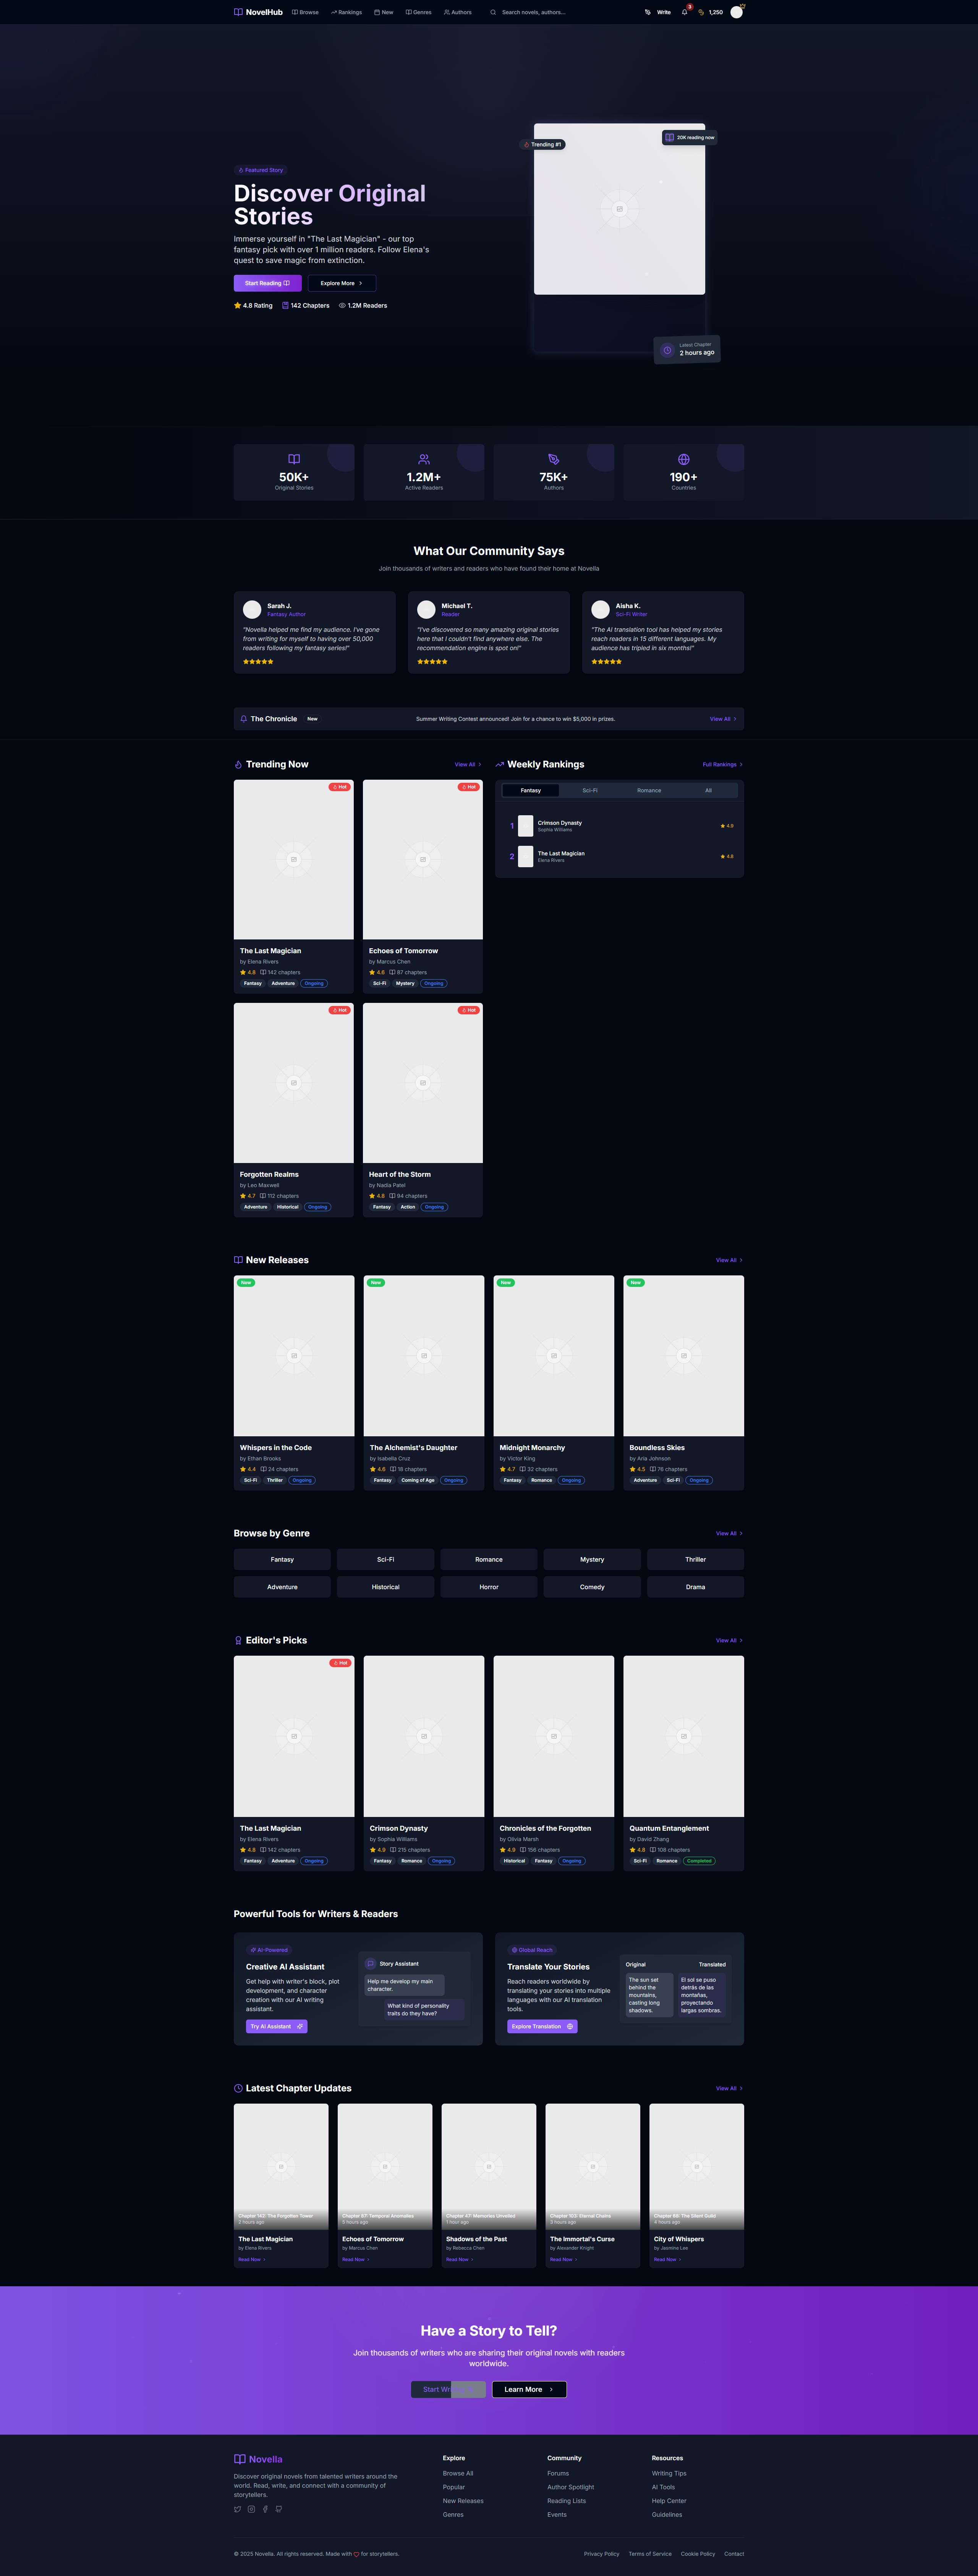 NovelHub
Browse
Rankings
New
Genres
Authors
Search novels, authors...
Write
3
1,250
Trending #1
20K reading now
Featured Story
Discover Original
Stories
Immerse yourself in "The Last Magician" - our top
fantasy pick with over 1 million readers. Follow Elena's
quest to save magic from extinction.
Start Reading
Explore More
4.8 Rating
142 Chapters
1.2M Readers
Latest Chapter
2 hours ago
50K+
Original Stories
1.2M+
Active Readers
75K+
Authors
190+
Countries
What Our Community Says
Join thousands of writers and readers who have found their home at Novella
Sarah J.
Fantasy Author
"Novella helped me find my audience. I've gone
from writing for myself to having over 50,000
readers following my fantasy series!"
Michael T.
Reader
"I've discovered so many amazing original stories
here that I couldn't find anywhere else. The
recommendation engine is spot on!"
Aisha K.
Sci-Fi Writer
"The AI translation tool has helped my stories
reach readers in 15 different languages. My
audience has tripled in six months!"
The Chronicle
New
Summer Writing Contest announced! Join for a chance to win $5,000 in prizes.
View All
Trending Now
View All
Hot
The Last Magician
by Elena Rivers
4.8
142 chapters
Fantasy
Adventure
Ongoing
Hot
Echoes of Tomorrow
by Marcus Chen
4.6
87 chapters
Sci-Fi
Mystery
Ongoing
Hot
Forgotten Realms
by Leo Maxwell
4.7
112 chapters
Adventure
Historical
Ongoing
Hot
Heart of the Storm
by Nadia Patel
4.8
94 chapters
Fantasy
Action
Ongoing
Weekly Rankings
Full Rankings
Fantasy
Sci-Fi
Romance
All
1
Crimson Dynasty
Sophia Williams
4.9
2
The Last Magician
Elena Rivers
4.8
New Releases
View All
New
Whispers in the Code
by Ethan Brooks
4.4
24 chapters
Sci-Fi
Thriller
Ongoing
New
The Alchemist's Daughter
by Isabella Cruz
4.6
18 chapters
Fantasy
Coming of Age
Ongoing
New
Midnight Monarchy
by Victor King
4.7
32 chapters
Fantasy
Romance
Ongoing
New
Boundless Skies
by Aria Johnson
4.5
76 chapters
Adventure
Sci-Fi
Ongoing
Browse by Genre
View All
Fantasy
Sci-Fi
Romance
Mystery
Thriller
Adventure
Historical
Horror
Comedy
Drama
Editor's Picks
View All
Hot
The Last Magician
by Elena Rivers
4.8
142 chapters
Fantasy
Adventure
Ongoing
Crimson Dynasty
by Sophia Williams
4.9
215 chapters
Fantasy
Romance
Ongoing
Chronicles of the Forgotten
by Olivia Marsh
4.9
156 chapters
Historical
Fantasy
Ongoing
Quantum Entanglement
by David Zhang
4.8
108 chapters
Sci-Fi
Romance
Completed
Powerful Tools for Writers & Readers
AI-Powered
Creative AI Assistant
Get help with writer's block, plot
development, and character
creation with our AI writing
assistant.
Try AI Assistant
Story Assistant
Help me develop my main
character.
What kind of personality
traits do they have?
Global Reach
Translate Your Stories
Reach readers worldwide by
translating your stories into multiple
languages with our AI translation
tools.
Explore Translation
Original
Translated
The sun set
behind the
mountains,
casting long
shadows.
El sol se puso
detrás de las
montañas,
proyectando
largas sombras.
Latest Chapter Updates
View All
Chapter 142: The Forgotten Tower
2 hours ago
The Last Magician
by Elena Rivers
Read Now
Chapter 87: Temporal Anomalies
5 hours ago
Echoes of Tomorrow
by Marcus Chen
Read Now
Chapter 47: Memories Unveiled
1 hour ago
Shadows of the Past
by Rebecca Chen
Read Now
Chapter 103: Eternal Chains
3 hours ago
The Immortal's Curse
by Alexander Knight
Read Now
Chapter 68: The Silent Guild
4 hours ago
City of Whispers
by Jasmine Lee
Read Now
Have a Story to Tell?
Join thousands of writers who are sharing their original novels with readers
worldwide.
Start
Learn More
Novella
Discover original novels from talented writers around the
world. Read, write, and connect with a community of
storytellers.
Explore
Browse All
Popular
New Releases
Genres
Community
Forums
Author Spotlight
Reading Lists
Events
Resources
Writing Tips
AI Tools
Help Center
Guidelines
© 2025 Novella. All rights reserved. Made with
for storytellers.
Privacy Policy
Terms of Service
Cookie Policy
Contact